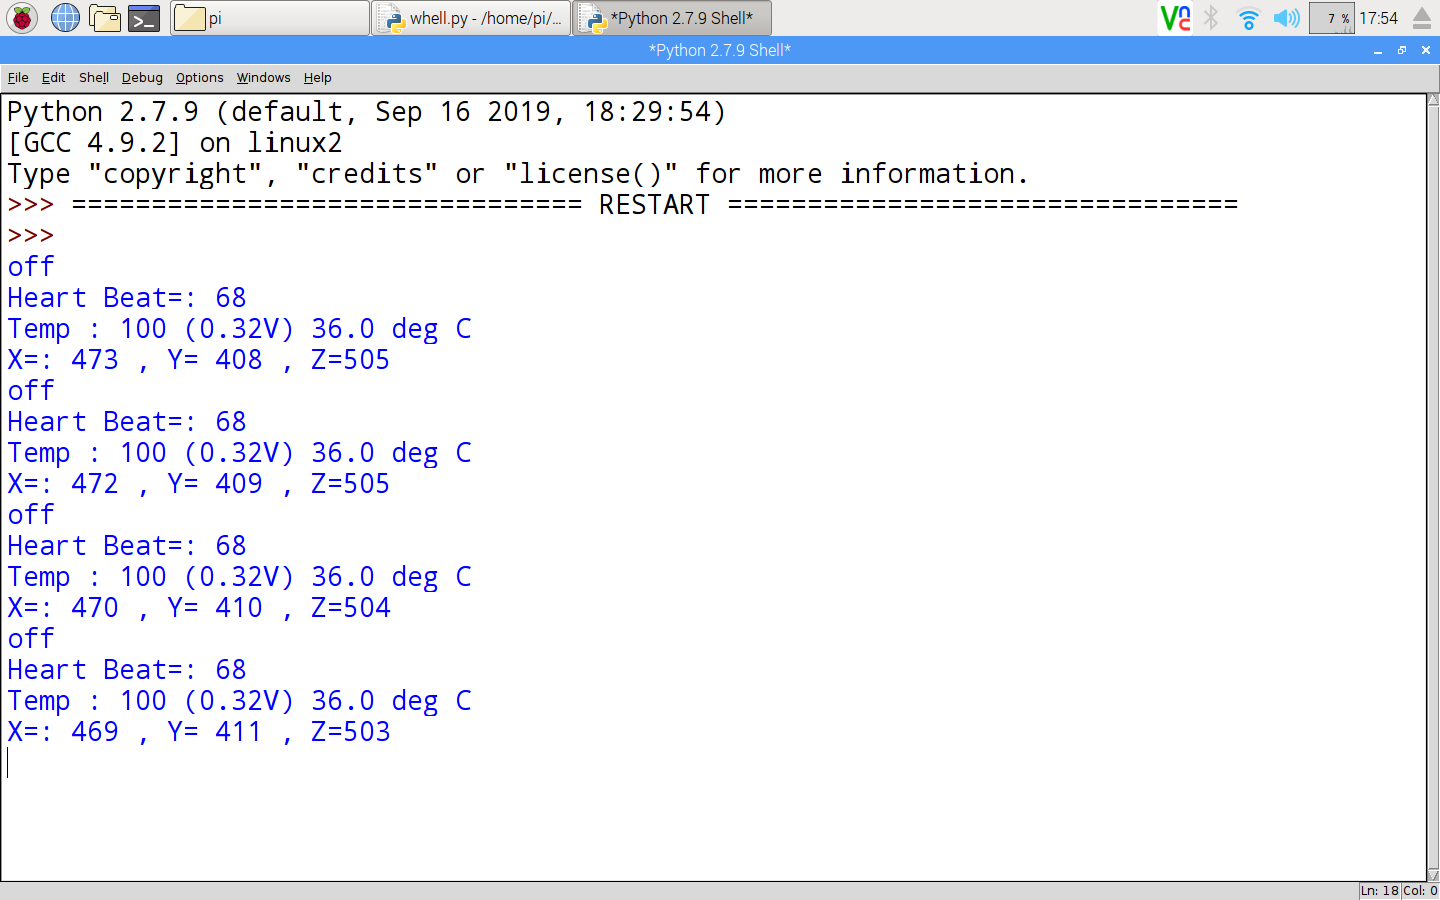 pi
whell.py - /home/pi/...
*Python 2.7.9 Shell*
7 %
17:54
*Python 2.7.9 Shell*
File Edit Shell Debug Options Windows Help
Python 2.7.9 (default, Sep 16 2019, 18:29:54)
[GCC 4.9.2] on linux2
Type "copyright", "credits" or "license()" for more information.
>>> ================================ RESTART ================================
>>>
off
Heart Beat=: 68
Temp : 100 (0.32V) 36.0 deg C
X=: 473 , Y= 408 , Z=505
off
Heart Beat=: 68
Temp : 100 (0.32V) 36.0 deg C
X=: 472 , Y= 409 , Z=505
off
Heart Beat=: 68
Temp : 100 (0.32V) 36.0 deg C
X=: 470 , Y= 410 , Z=504
off
Heart Beat=: 68
Temp : 100 (0.32V) 36.0 deg C
X=: 469 , Y= 411 , Z=503
Ln: 18 Col: 0